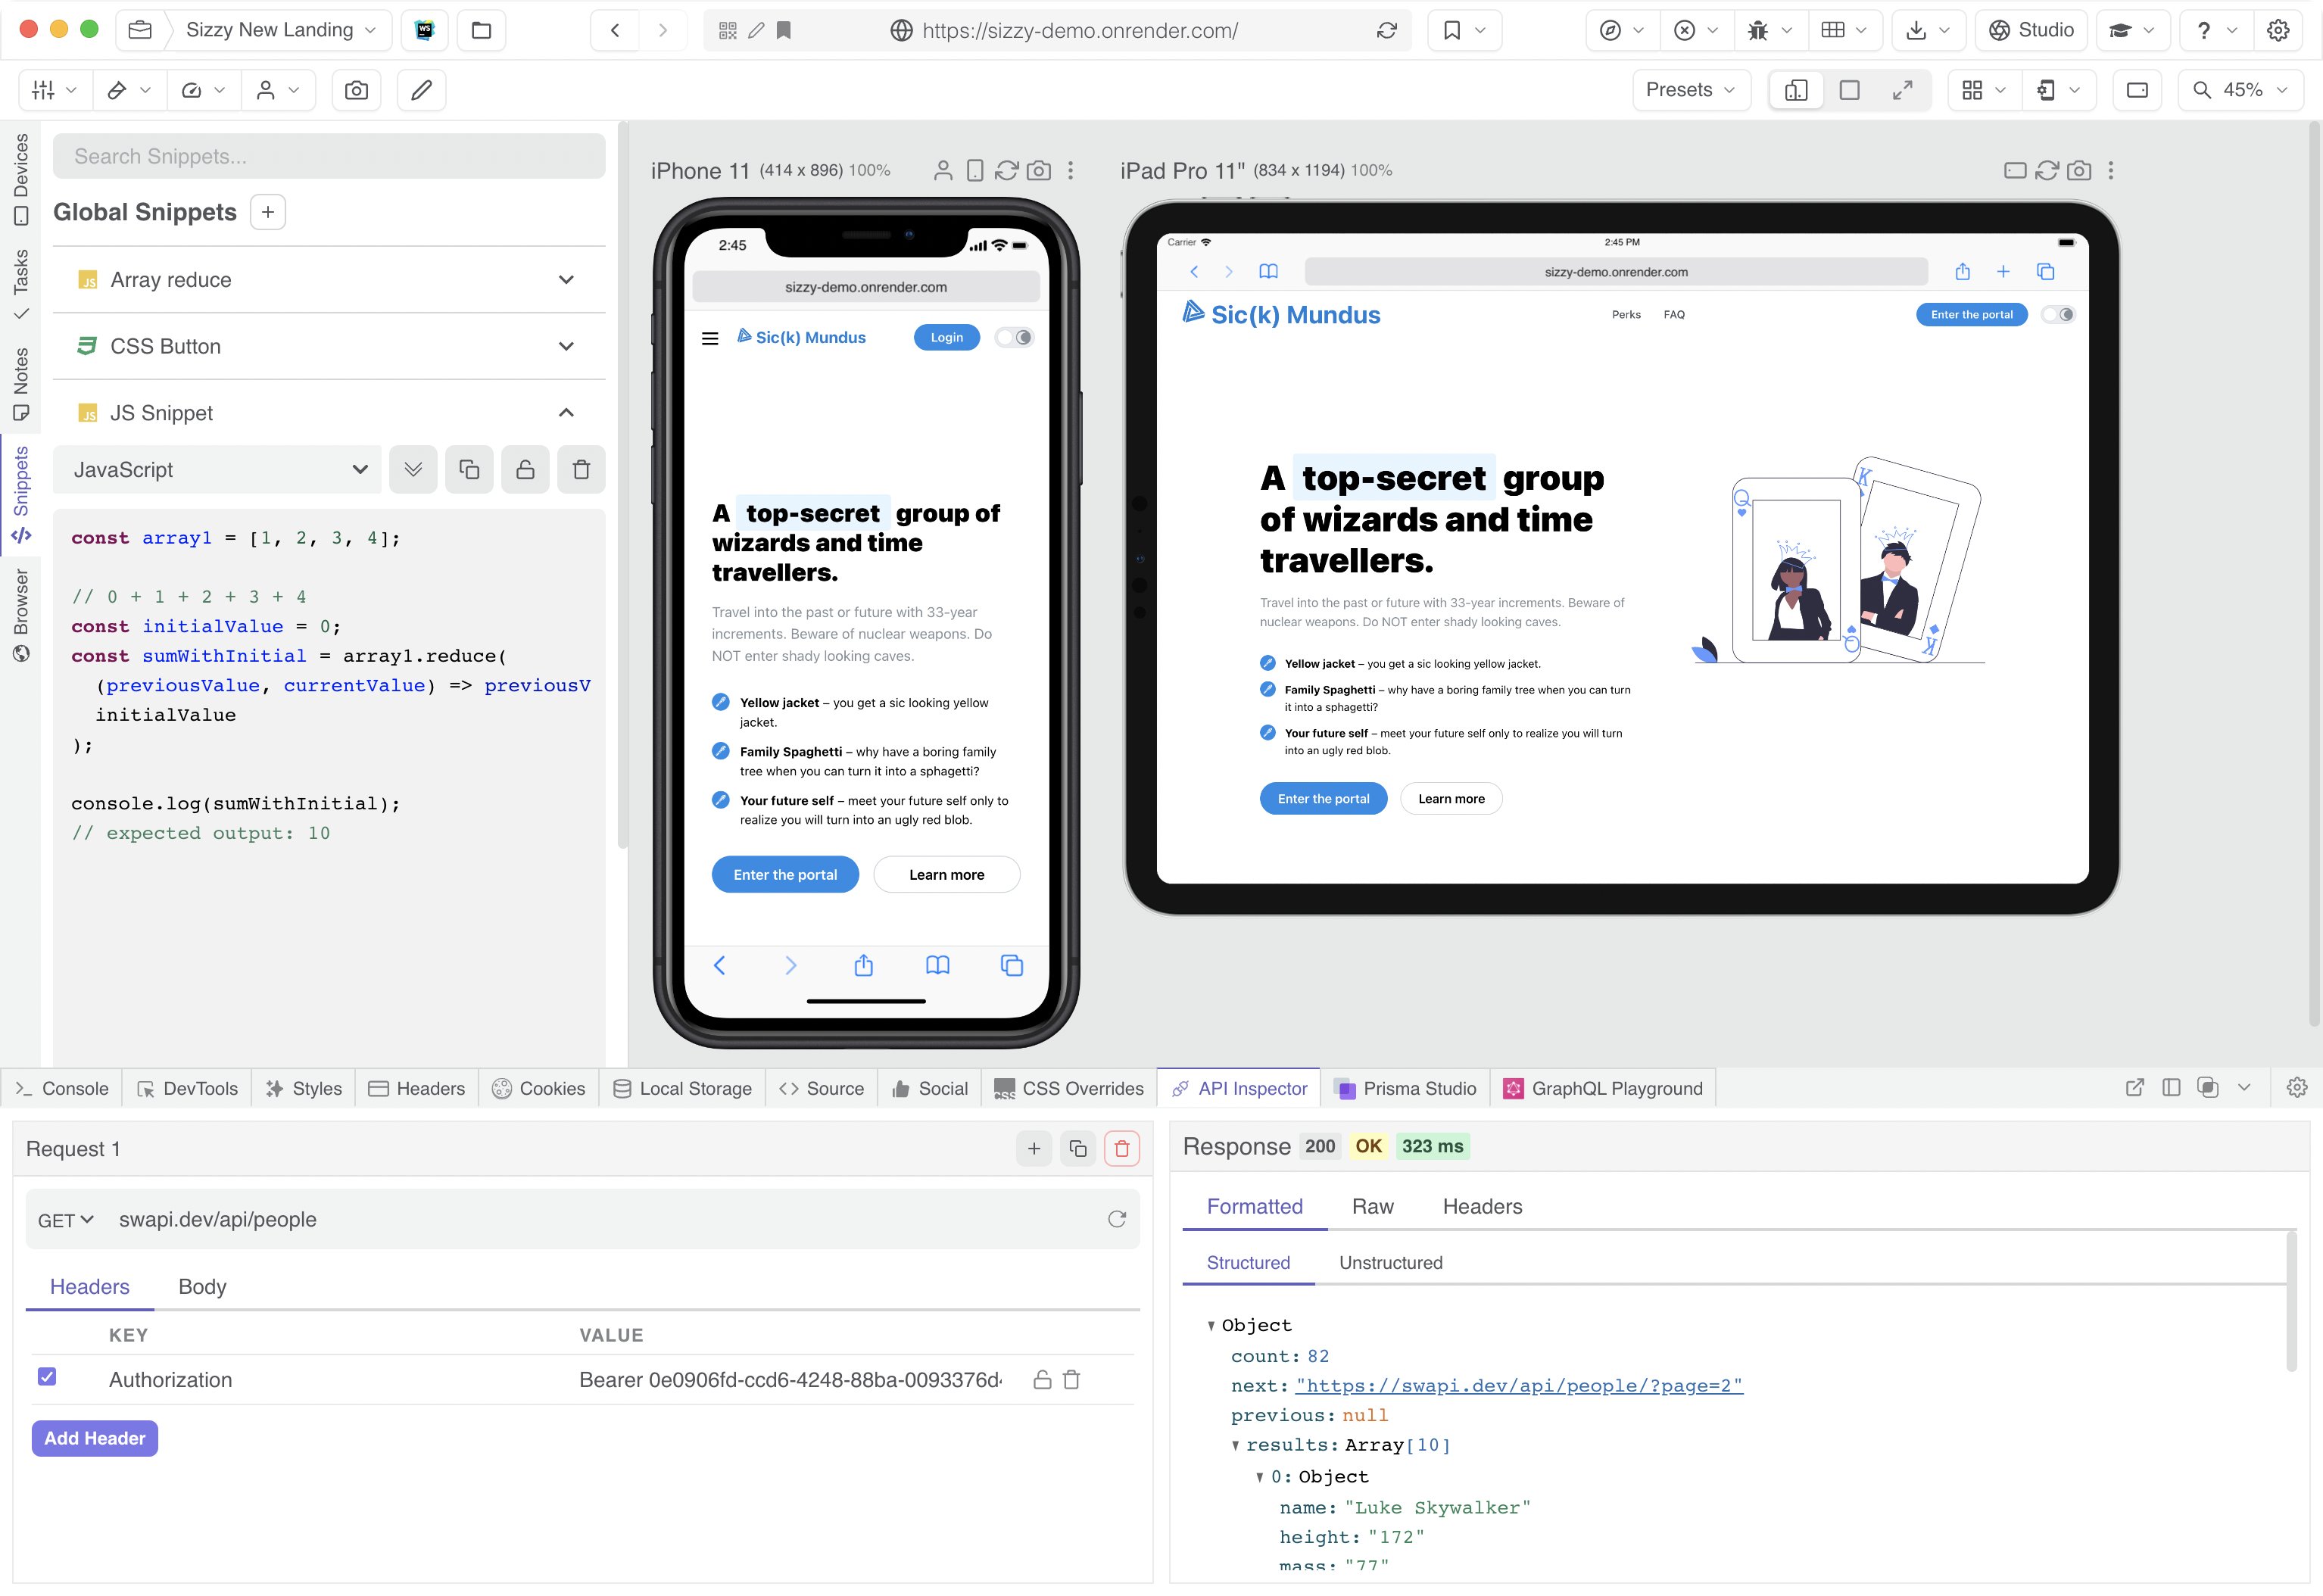 Sizzy New Landing
WS
https://sizzy-demo.onrender.com/
Studio
?
Presets
45%
Devices
Tasks
Notes
Snippets
Browser
Search Snippets...
Global Snippets
JS Array reduce
CSS Button
JS JS Snippet
JavaScript
const array1 = [1, 2, 3, 4];
// 0 + 1 + 2 + 3 + 4
const initialValue = 0;
const sumWithInitial = array1.reduce(
(previousValue, currentValue) => previousV
initialValue
);
console.log(sumWithInitial);
// expected output: 10
iPhone 11 (414 x 896) 100%
2:45
sizzy-demo.onrender.com
Sic(k) Mundus
Login
A top-secret group of
wizards and time
travellers.
Travel into the past or future with 33-year
increments. Beware of nuclear weapons. Do
NOT enter shady looking caves.
Yellow jacket – you get a sic looking yellow
jacket.
Family Spaghetti – why have a boring family
tree when you can turn it into a sphagetti?
Your future self – meet your future self only to
realize you will turn into an ugly red blob.
Enter the portal
Learn more
iPad Pro 11" (834 x 1194) 100%
Carrier
2:45 PM
sizzy-demo.onrender.com
Sic(k) Mundus
Perks
FAQ
Enter the portal
A top-secret group
of wizards and time
travellers.
Travel into the past or future with 33-year increments. Beware of
nuclear weapons. Do NOT enter shady looking caves.
Yellow jacket – you get a sic looking yellow jacket.
Family Spaghetti – why have a boring family tree when you can turn
it into a sphagetti?
Your future self – meet your future self only to realize you will turn
into an ugly red blob.
Enter the portal
Learn more
Q
K
Q
K
Console
DevTools
Styles
Headers
Cookies
Local Storage
Source
Social
CSS CSS Overrides
API Inspector
Prisma Studio
GraphQL Playground
Request 1
GET swapi.dev/api/people
Headers
Body
KEY
VALUE
Authorization
Bearer 0e0906fd-ccd6-4248-88ba-0093376d
Add Header
Response 200 OK 323 ms
Formatted
Raw
Headers
Structured
Unstructured
Object
count: 82
next: "https://swapi.dev/api/people/?page=2"
previous: null
results: Array[10]
0: Object
name: "Luke Skywalker"
height: "172"
mass: "77"